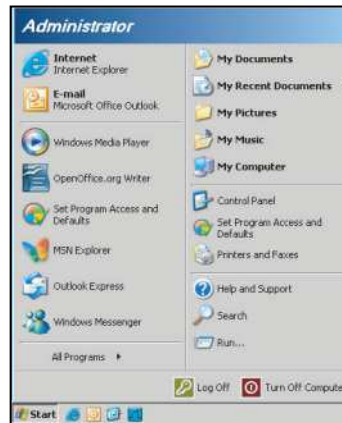 Administrator
Internet
Internet Explorer
E-mail
Microsoft Office Outlook
Windows Media Player
OpenOffice.org Writer
Set Program Access and
Defaults
MSN Explorer
Outlook Express
Windows Messenger
All Programs
My Documents
My Recent Documents
My Pictures
My Music
My Computer
Control Panel
Set Program Access and
Defaults
Printers and Faxes
Help and Support
Search
Run...
Log Off
Turn Off Compute
Start